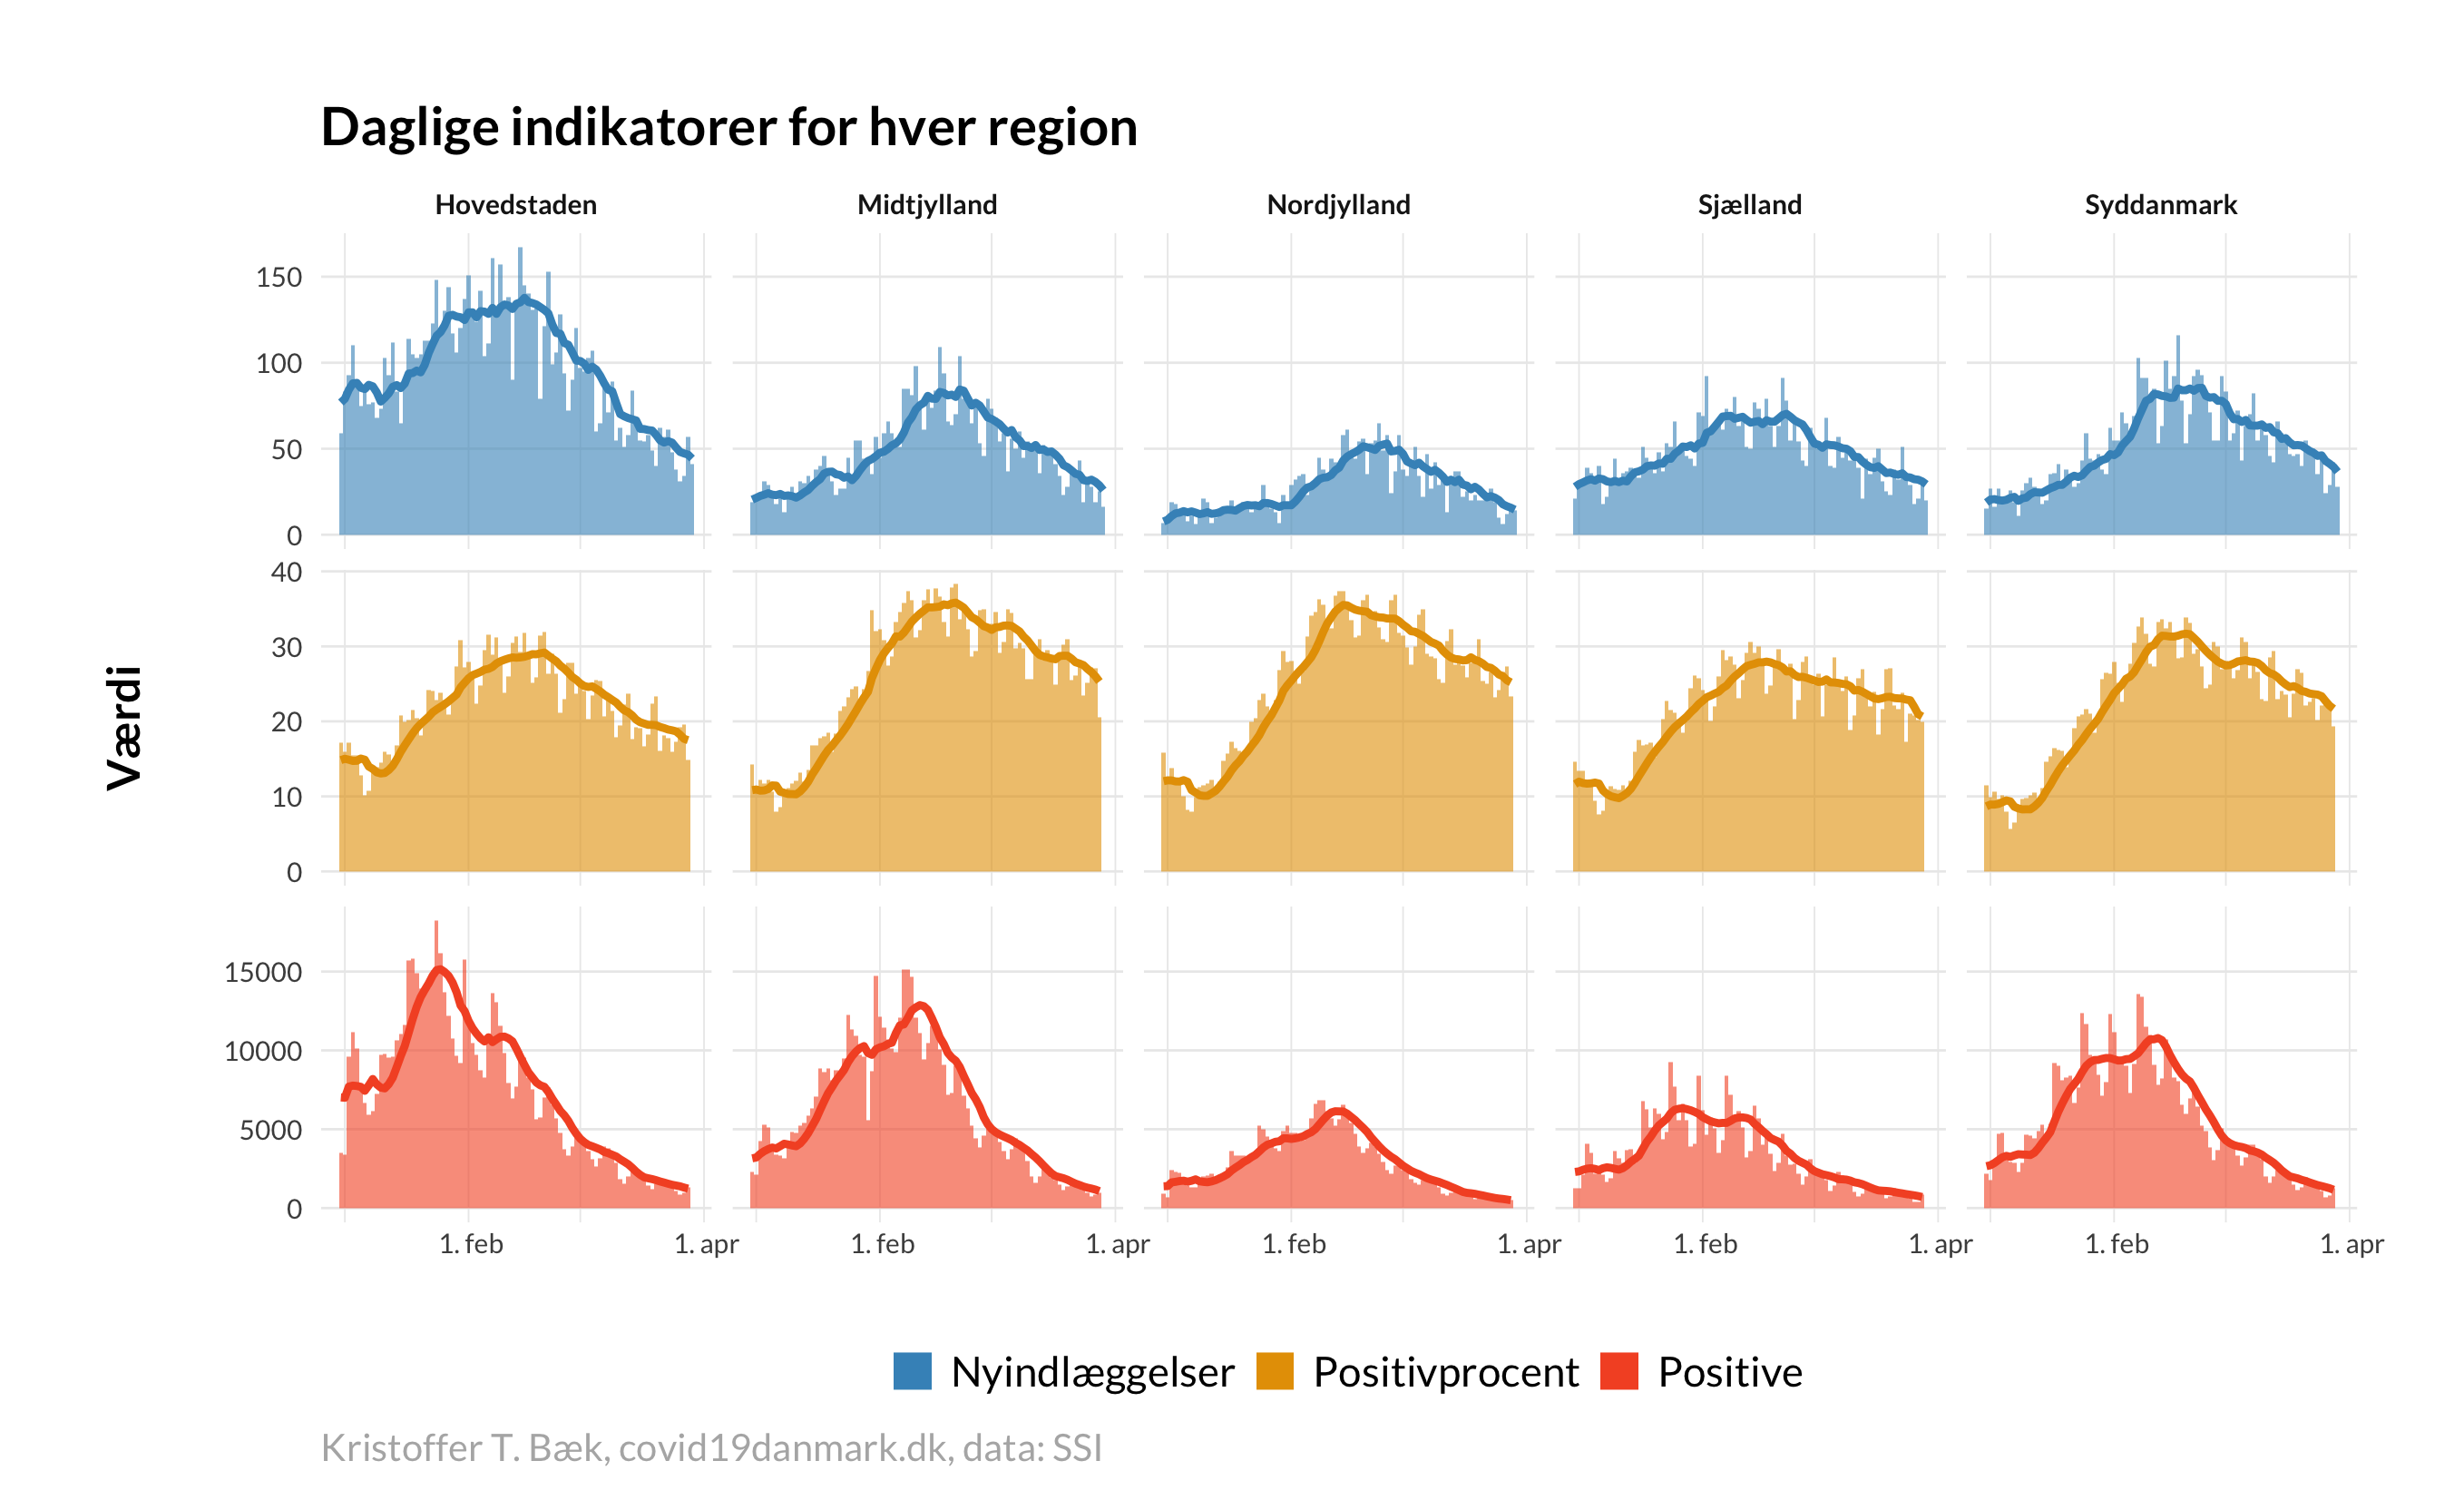 Daglige indikatorer for hver region
Hovedstaden Midtjylland Nordjylland Sjælland Syddanmark
150
100
50
0
40
30
20
10
0
15000
10000
5000
0
Værdi
1. feb 1. apr 1. feb 1. apr 1. feb 1. apr 1. feb 1. apr 1. feb 1. apr
Nyindlæggelser Positivprocent Positive
Kristoffer T. Bæk, covid19danmark.dk, data: SSI